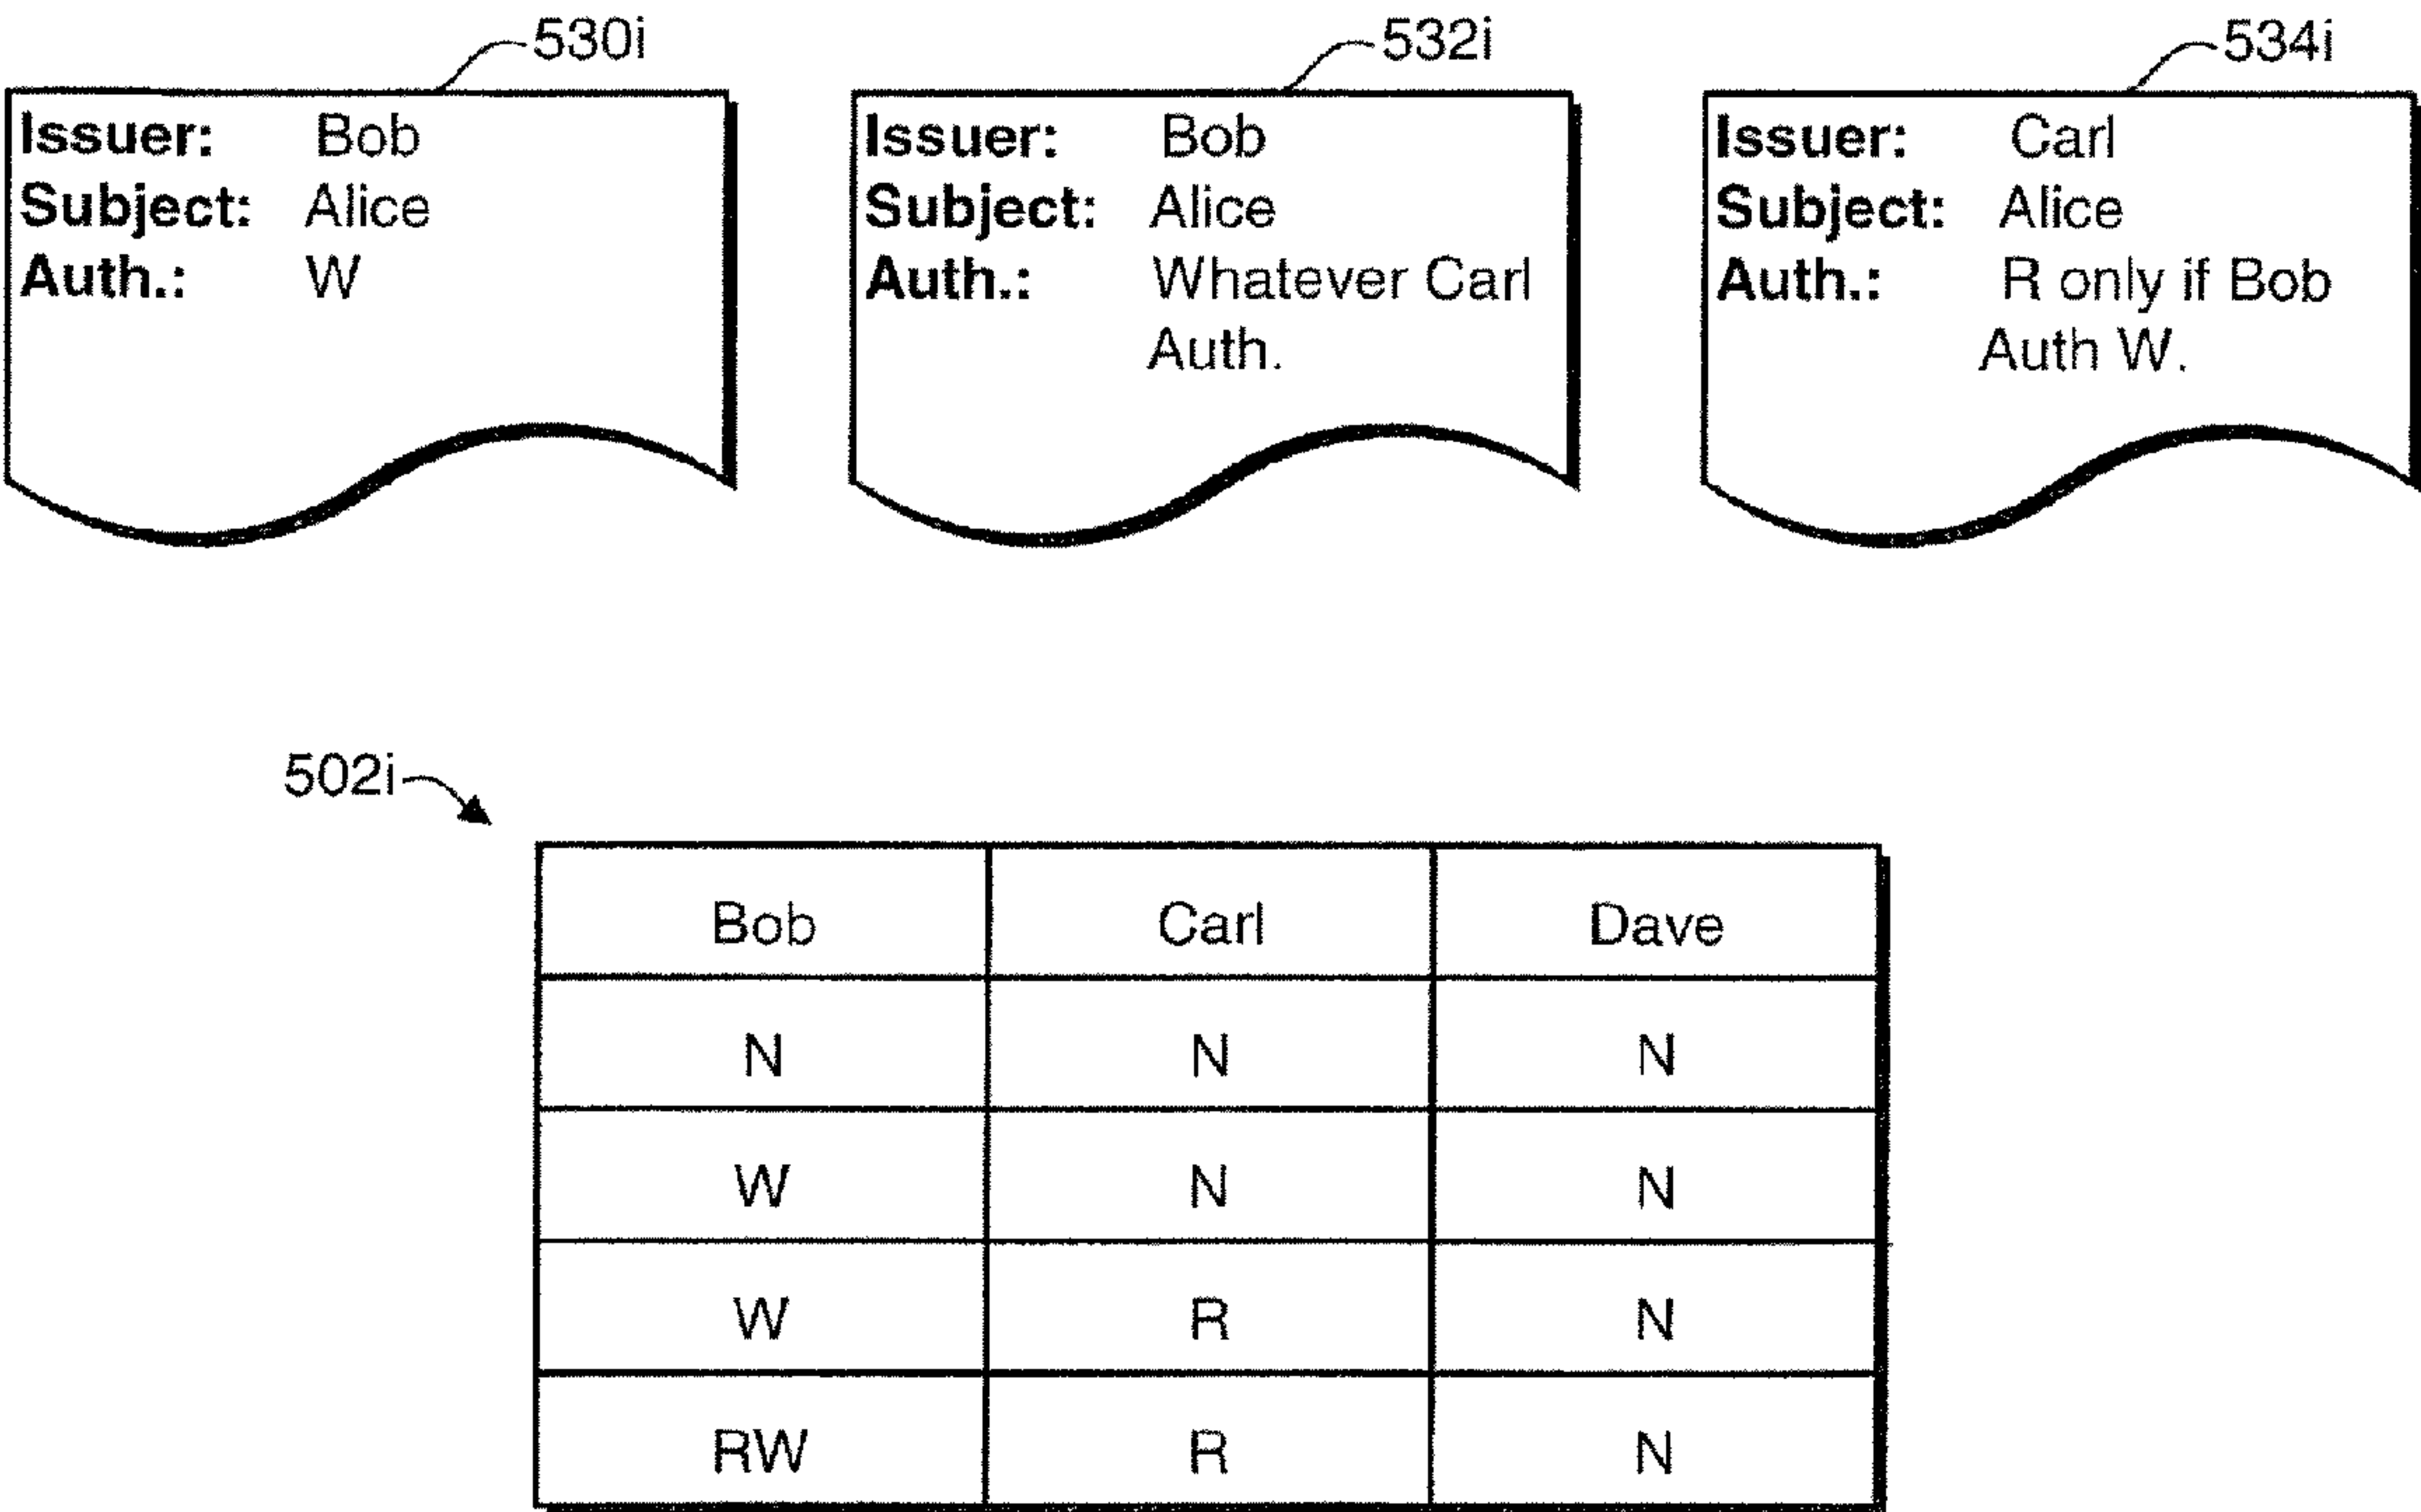 530i
532i
534i
Issuer: Bob
Subject: Alice
Auth.: W
Issuer: Bob
Subject: Alice
Auth.: Whatever Carl
Auth.
Issuer: Carl
Subject: Alice
Auth.: R only if Bob
Auth W.
502i
Bob Carl Dave
N N N
W N N
W R N
RW R N